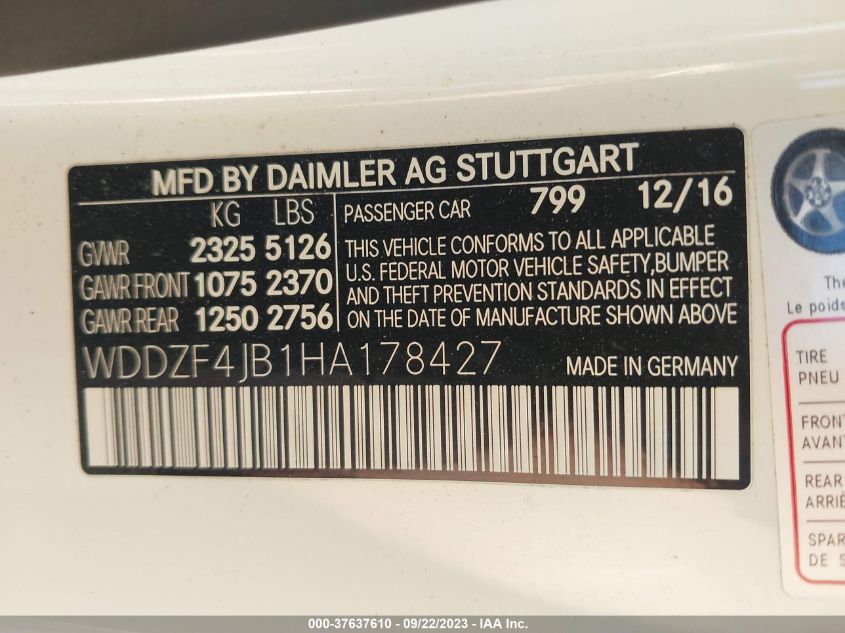 MFD BY DAIMLER AG STUTTGART
KG LBS
GVWR 2325 5126
GAWR FRONT 1075 2370
GAWR REAR 1250 2756
PASSENGER CAR 799 12/16
THIS VEHICLE CONFORMS TO ALL APPLICABLE
U.S. FEDERAL MOTOR VEHICLE SAFETY,BUMPER
AND THEFT PREVENTION STANDARDS IN EFFECT
ON THE DATE OF MANUFACTURE SHOWN ABOVE
WDDZF4JB1HA178427 MADE IN GERMANY
The
Le poids
TIRE
PNEU
FRONT
AVANT
REAR
ARRIÈ
SPAR
DE S
000-37637610 - 09/22/2023 - IAA Inc.